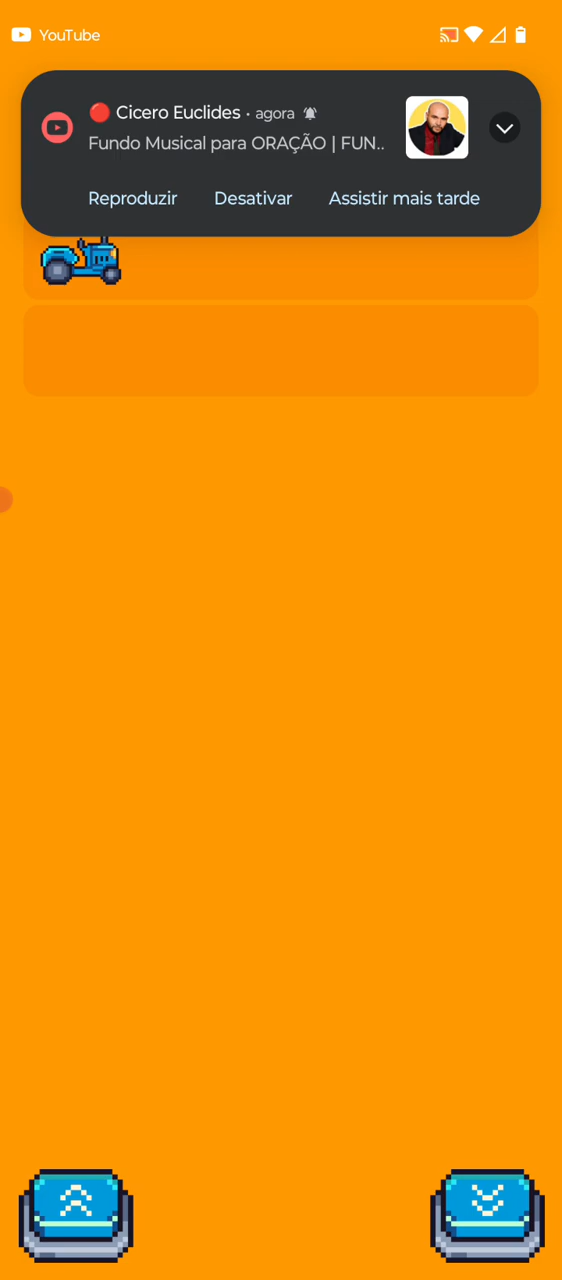 YouTube
Cicero Euclides · agora
Fundo Musical para ORAÇÃO | FUN..
Reproduzir Desativar Assistir mais tarde